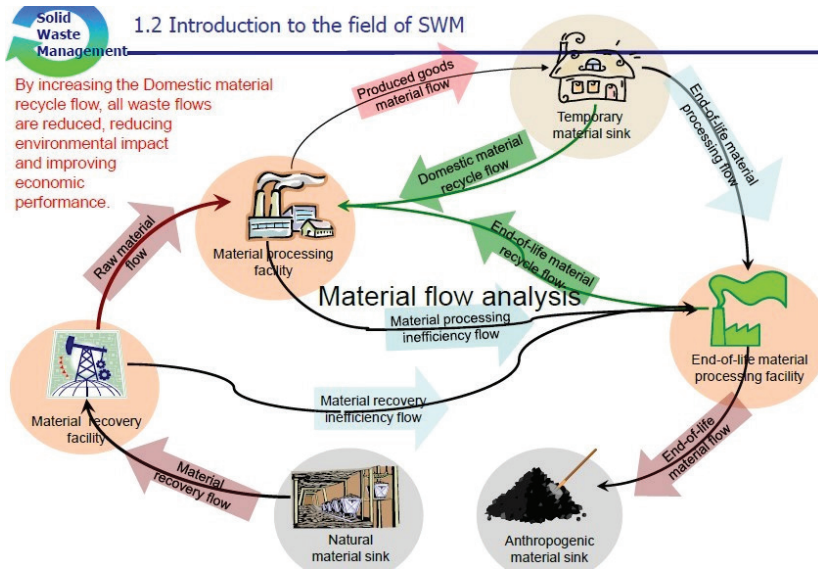 Solid
Waste
Management
1.2 Introduction to the field of SWM
By increasing the Domestic material
recycle flow, all waste flows
are reduced, reducing
environmental impact
and improving
economic
performance.
Produced goods
material flow
Temporary
material sink
End-of-life material
processing flow
Domestic material
recycle flow
Material processing
facility
Raw material
flow
End-of-life material
recycle flow
Material flow analysis
Material processing
inefficiency flow
End-of-life material
processing facility
Material recovery
facility
Material recovery
inefficiency flow
End-of-life
material flow
Material
recovery flow
Natural
material sink
Anthropogenic
material sink